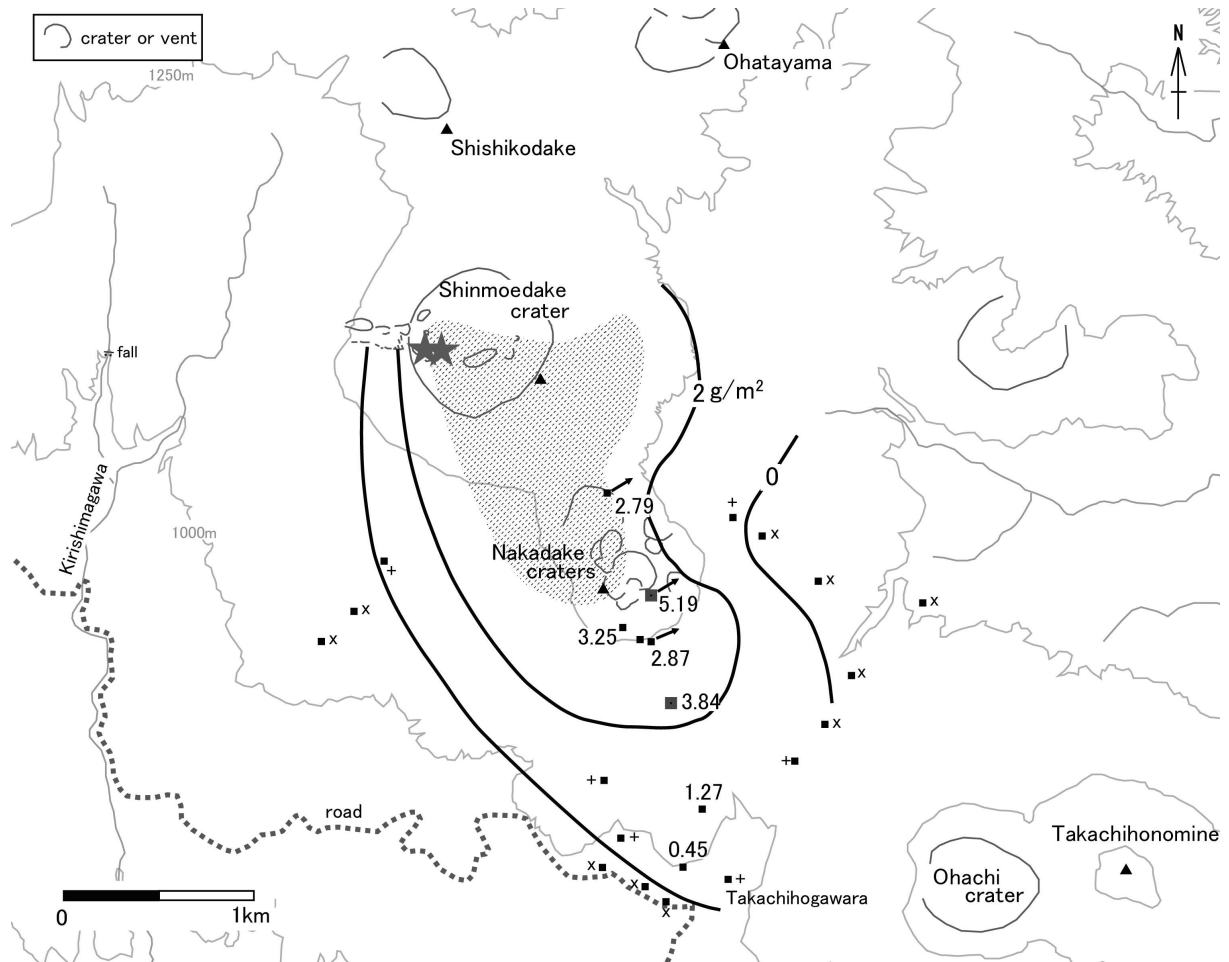 crater or vent
N
1250m
Ohatayama
Shishikodake
Shinmoedake
crater
fall
2 g/m²
0
Kirishimagawa
1000m
2.79
+
x
Nakadake
craters
+
x
5.19
x
x
x
3.25
2.87
x
3.84
x
+
+
1.27
road
+
0.45
x
x
x
+
Takachihogawara
Takachihonomine
Ohachi
crater
0
1km